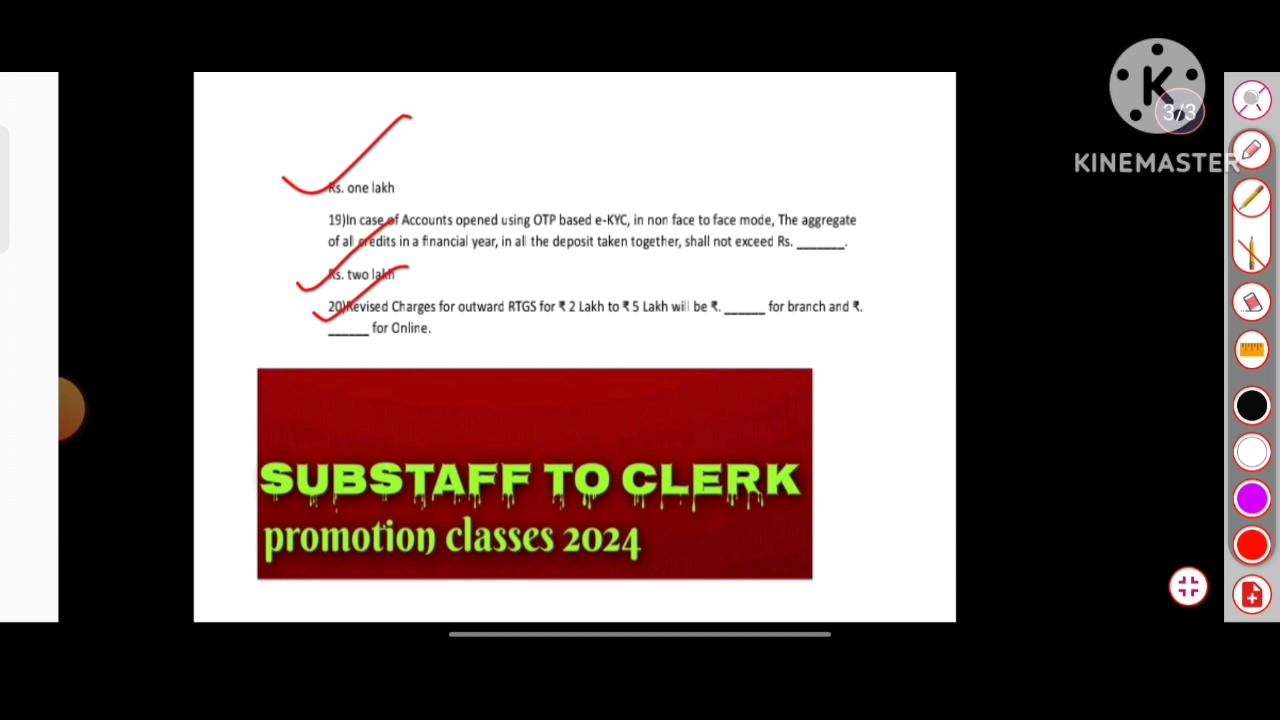 3/3
KINEMASTER
Rs. one lakh
19)In case of Accounts opened using OTP based e-KYC, in non face to face mode, The aggregate
of all credits in a financial year, in all the deposit taken together, shall not exceed Rs. _______.
Rs. two lakh
20)Revised Charges for outward RTGS for ₹ 2 Lakh to ₹ 5 Lakh will be ₹. ______ for branch and ₹.
______ for Online.
SUBSTAFF TO CLERK
promotion classes 2024